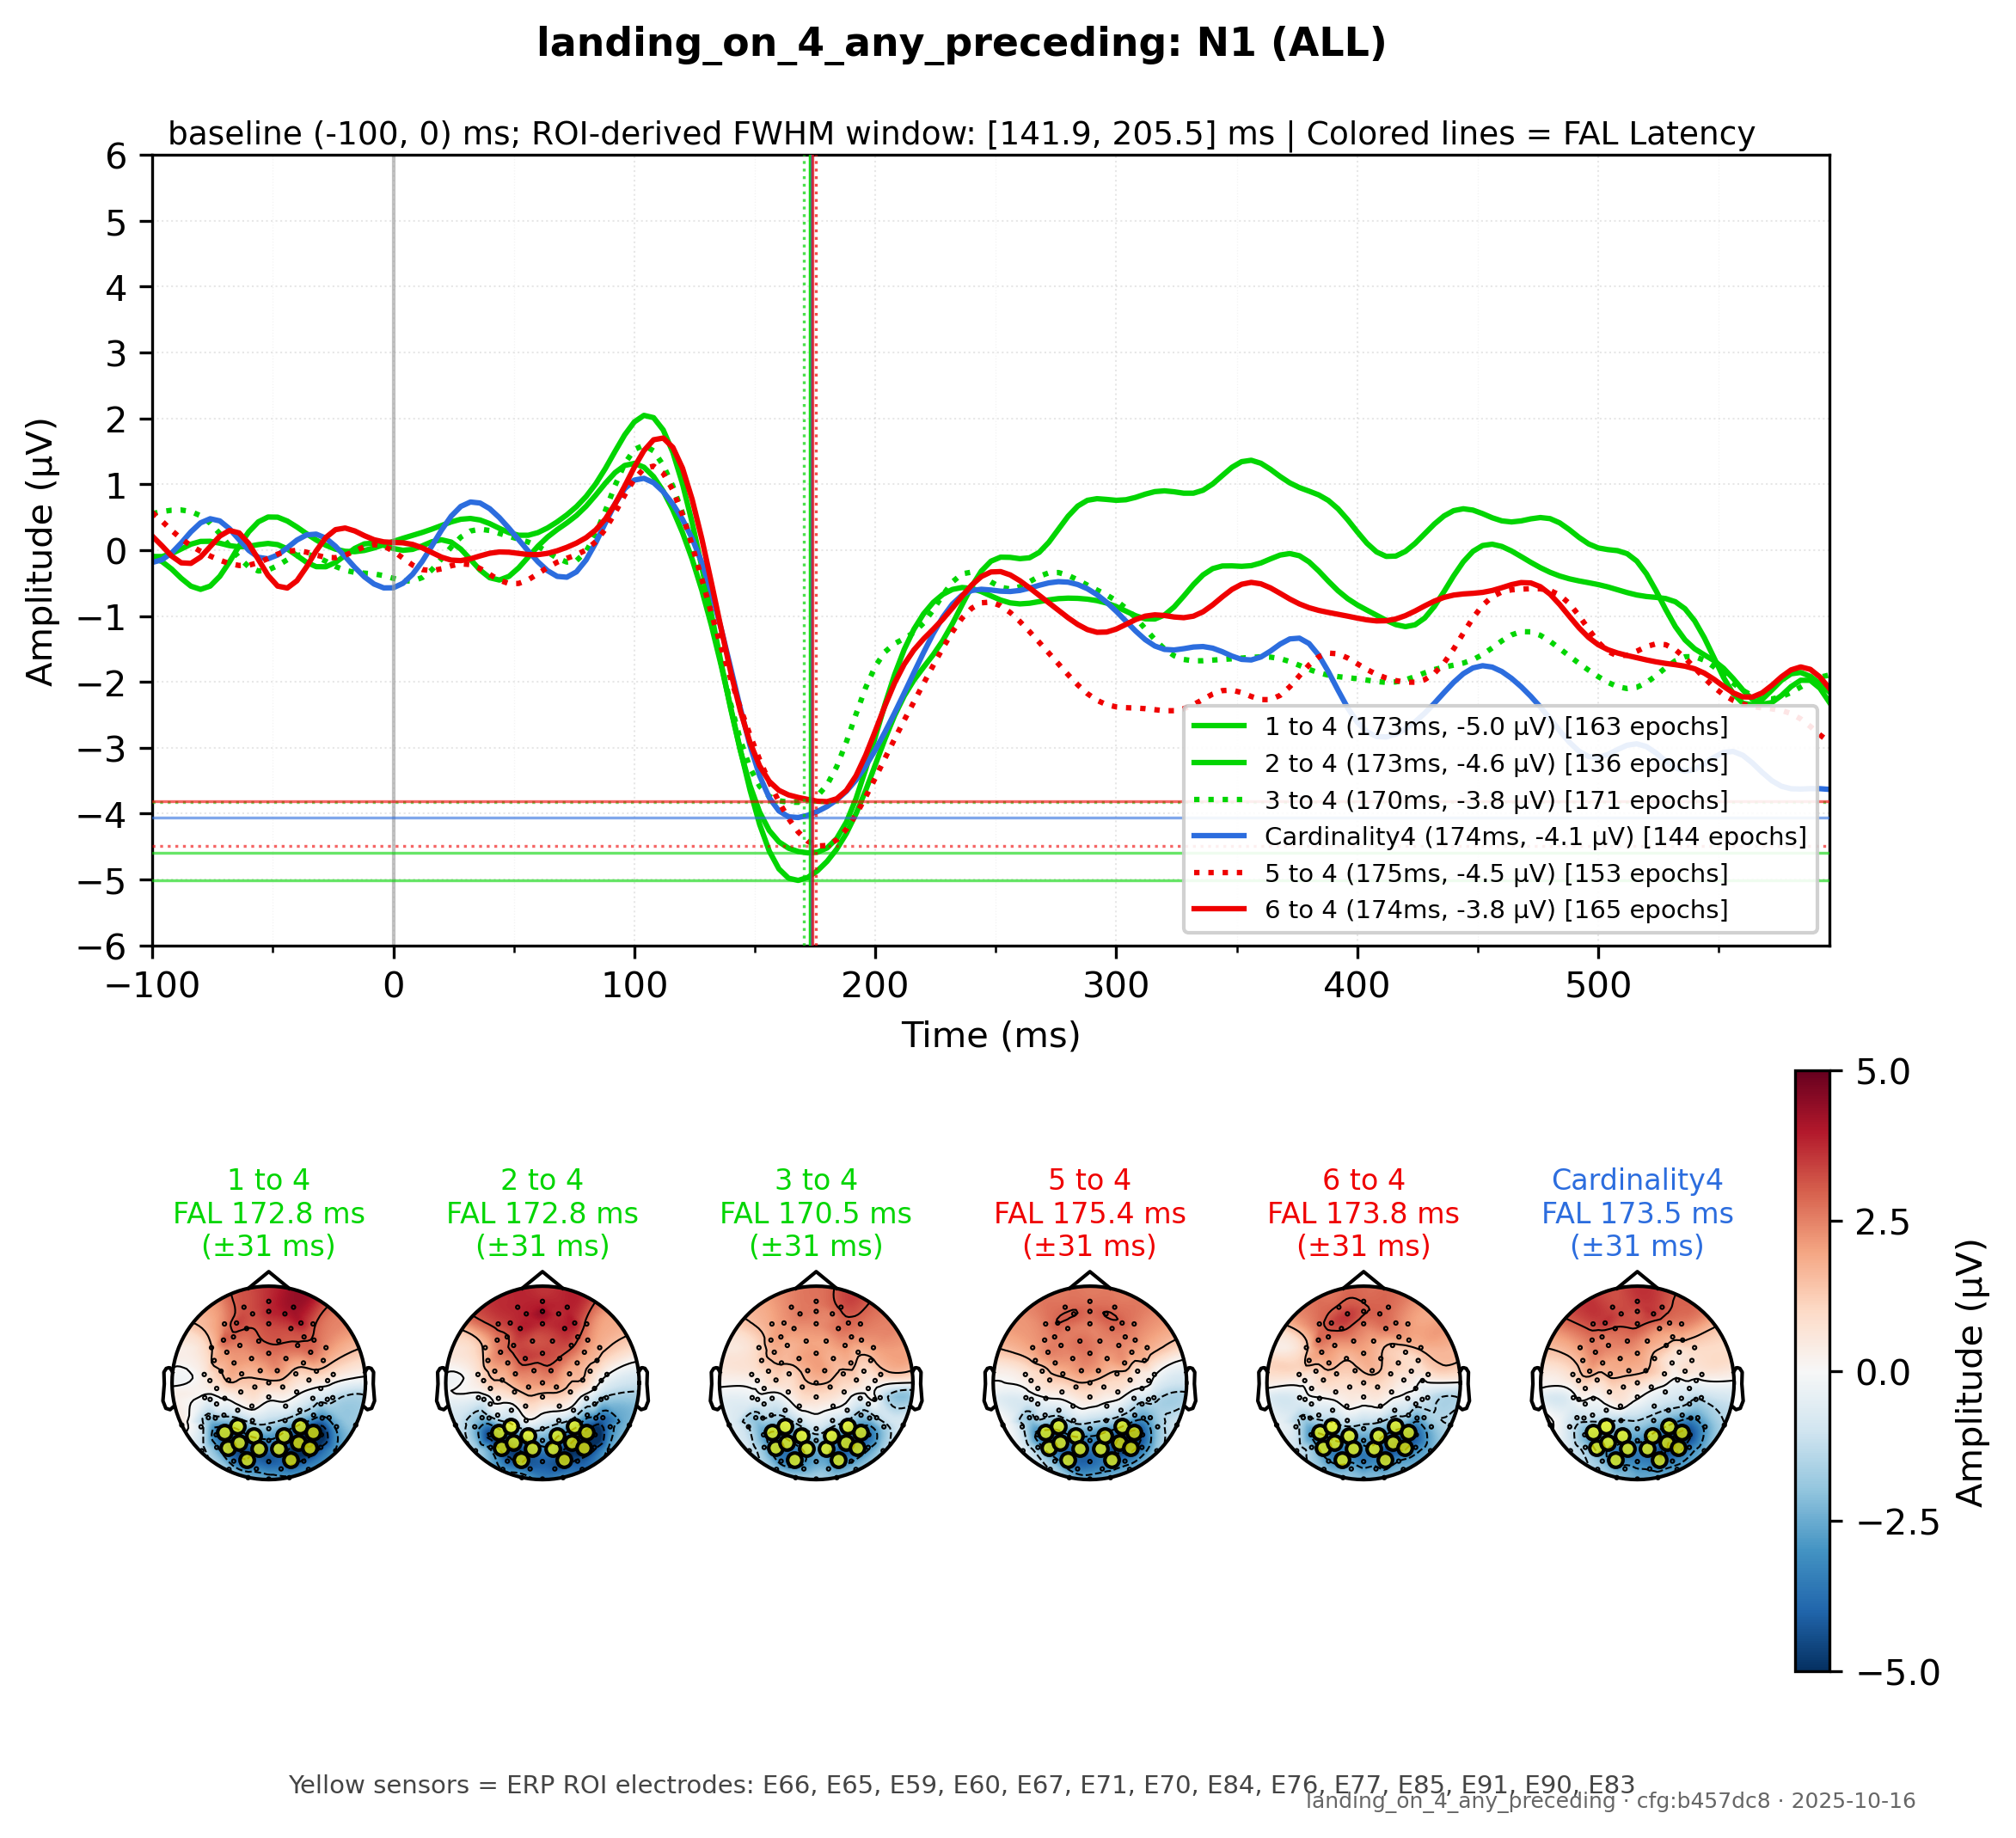 landing_on_4_any_preceding: N1 (ALL)
baseline (-100, 0) ms; ROI-derived FWHM window: [141.9, 205.5] ms | Colored lines = FAL Latency
6
5
4
3
2
1
0
−1
−2
−3
−4
−5
−6
Amplitude (µV)
1 to 4 (173ms, -5.0 µV) [163 epochs]
2 to 4 (173ms, -4.6 µV) [136 epochs]
3 to 4 (170ms, -3.8 µV) [171 epochs]
Cardinality4 (174ms, -4.1 µV) [144 epochs]
5 to 4 (175ms, -4.5 µV) [153 epochs]
6 to 4 (174ms, -3.8 µV) [165 epochs]
−100 0 100 200 300 400 500
Time (ms)
1 to 4
FAL 172.8 ms
(±31 ms)
2 to 4
FAL 172.8 ms
(±31 ms)
3 to 4
FAL 170.5 ms
(±31 ms)
5 to 4
FAL 175.4 ms
(±31 ms)
6 to 4
FAL 173.8 ms
(±31 ms)
Cardinality4
FAL 173.5 ms
(±31 ms)
5.0
2.5
0.0
−2.5
−5.0
Amplitude (µV)
Yellow sensors = ERP ROI electrodes: E66, E65, E59, E60, E67, E71, E70, E84, E76, E77, E85, E91, E90, E83
landing_on_4_any_preceding · cfg:b457dc8 · 2025-10-16